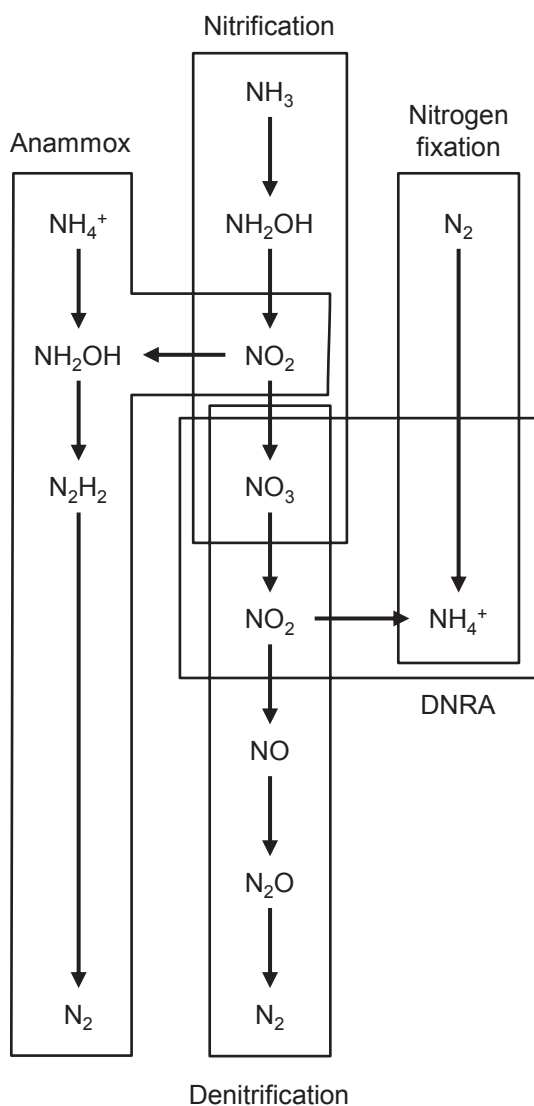 Nitrification
NH₃
Nitrogen
fixation
Anammox
NH₄⁺
NH₂OH
N₂
NH₂OH
NO₂
N₂H₂
NO₃
NO₂
NH₄⁺
DNRA
NO
N₂O
N₂
N₂
Denitrification